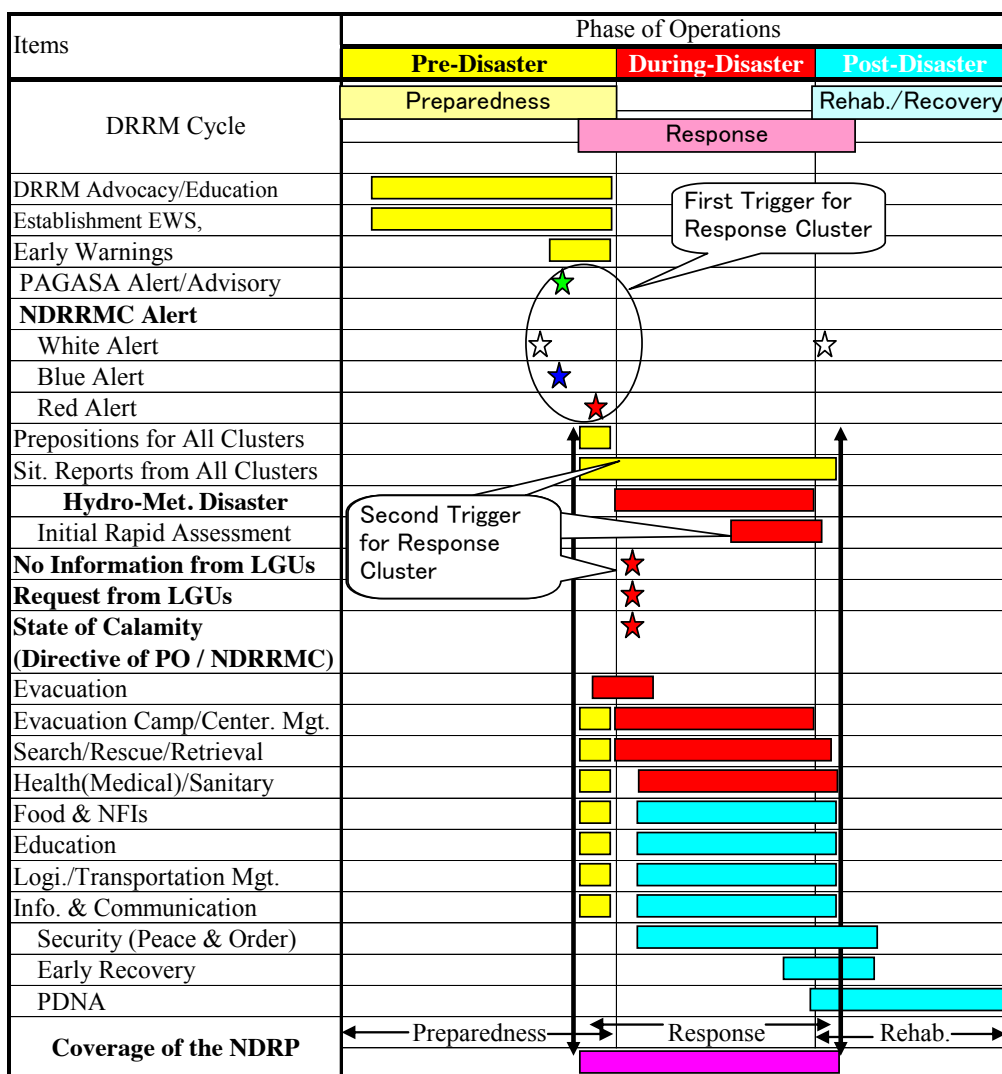 Items
Phase of Operations
Pre-Disaster During-Disaster Post-Disaster
DRRM Cycle
Preparedness
Rehab./Recovery
Response
DRRM Advocacy/Education
Establishment EWS,
Early Warnings
PAGASA Alert/Advisory
NDRRMC Alert
White Alert
Blue Alert
Red Alert
First Trigger for
Response Cluster
Prepositions for All Clusters
Sit. Reports from All Clusters
Hydro-Met. Disaster
Initial Rapid Assessment
No Information from LGUs
Request from LGUs
State of Calamity
(Directive of PO / NDRRMC)
Second Trigger
for Response
Cluster
Evacuation
Evacuation Camp/Center. Mgt.
Search/Rescue/Retrieval
Health(Medical)/Sanitary
Food & NFIs
Education
Logi./Transportation Mgt.
Info. & Communication
Security (Peace & Order)
Early Recovery
PDNA
Coverage of the NDRP
Preparedness Response Rehab.